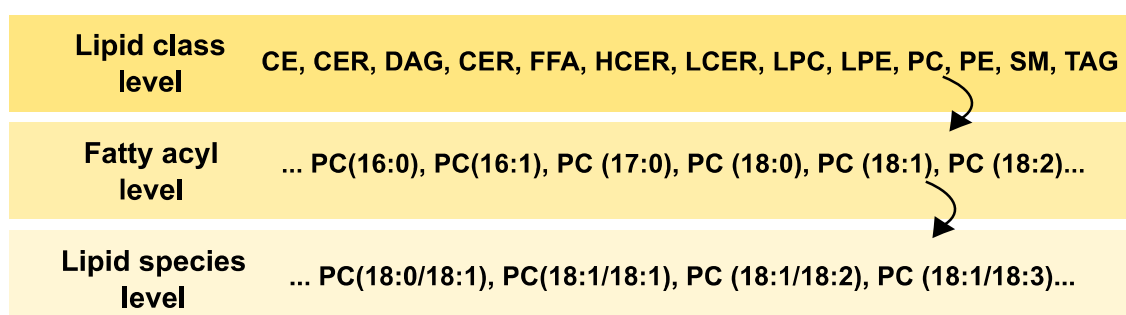 Lipid class
level
CE, CER, DAG, CER, FFA, HCER, LCER, LPC, LPE, PC, PE, SM, TAG
Fatty acyl
level
... PC(16:0), PC(16:1), PC (17:0), PC (18:0), PC (18:1), PC (18:2)...
Lipid species
level
... PC(18:0/18:1), PC(18:1/18:1), PC (18:1/18:2), PC (18:1/18:3)...